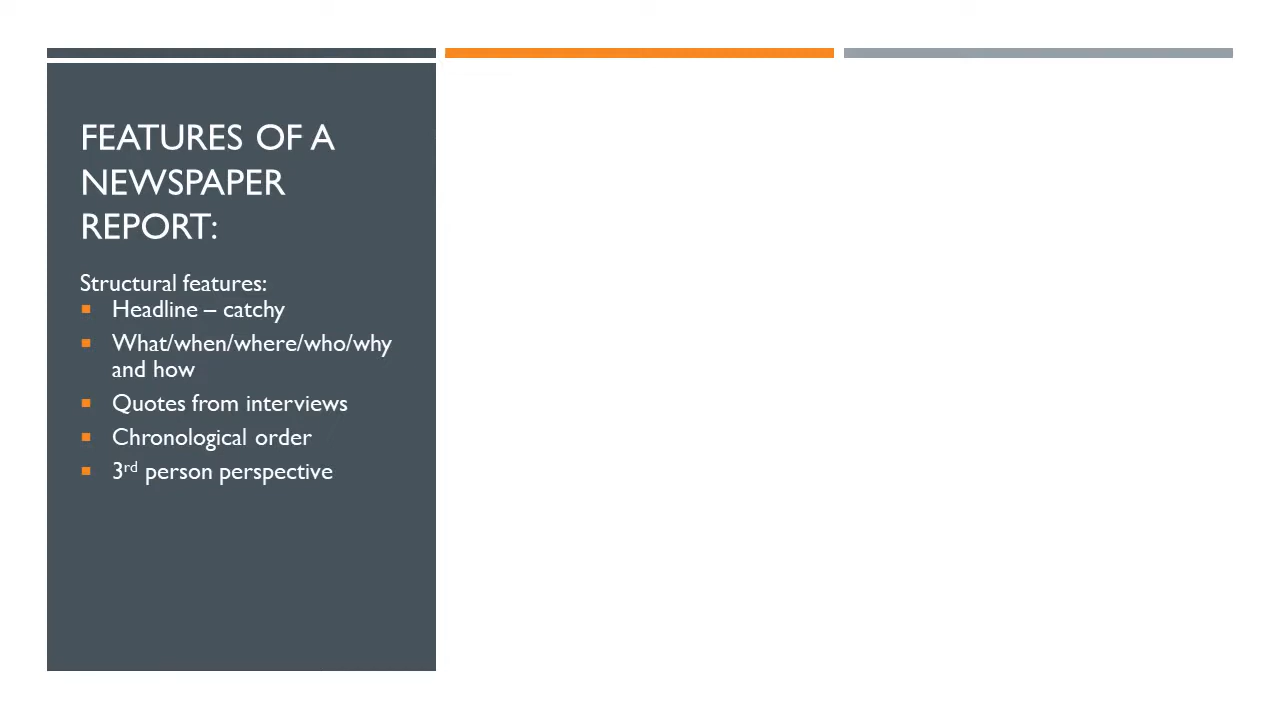 FEATURES OF A
NEWSPAPER
REPORT:
Structural features:
Headline – catchy
What/when/where/who/why
and how
Quotes from interviews
Chronological order
3rd person perspective